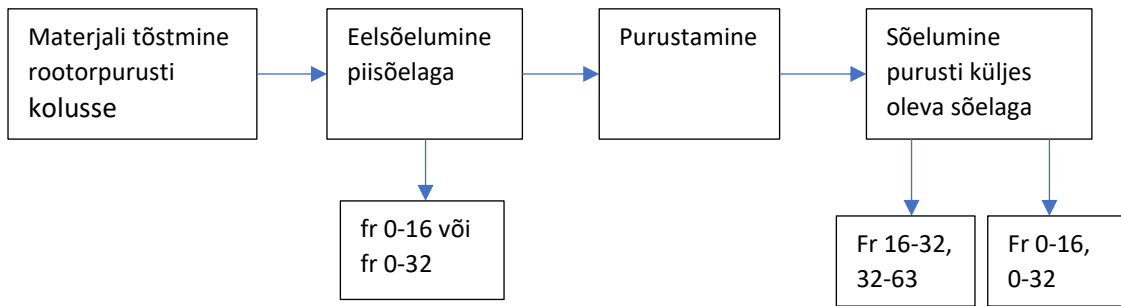 Materjali tõstmine
rootorpurusti
kolusse
Eelsõelumine
piisõelaga
Purustamine
Sõelumine
purusti küljes
oleva sõelaga
fr 0-16 või
fr 0-32
Fr 16-32,
32-63
Fr 0-16,
0-32